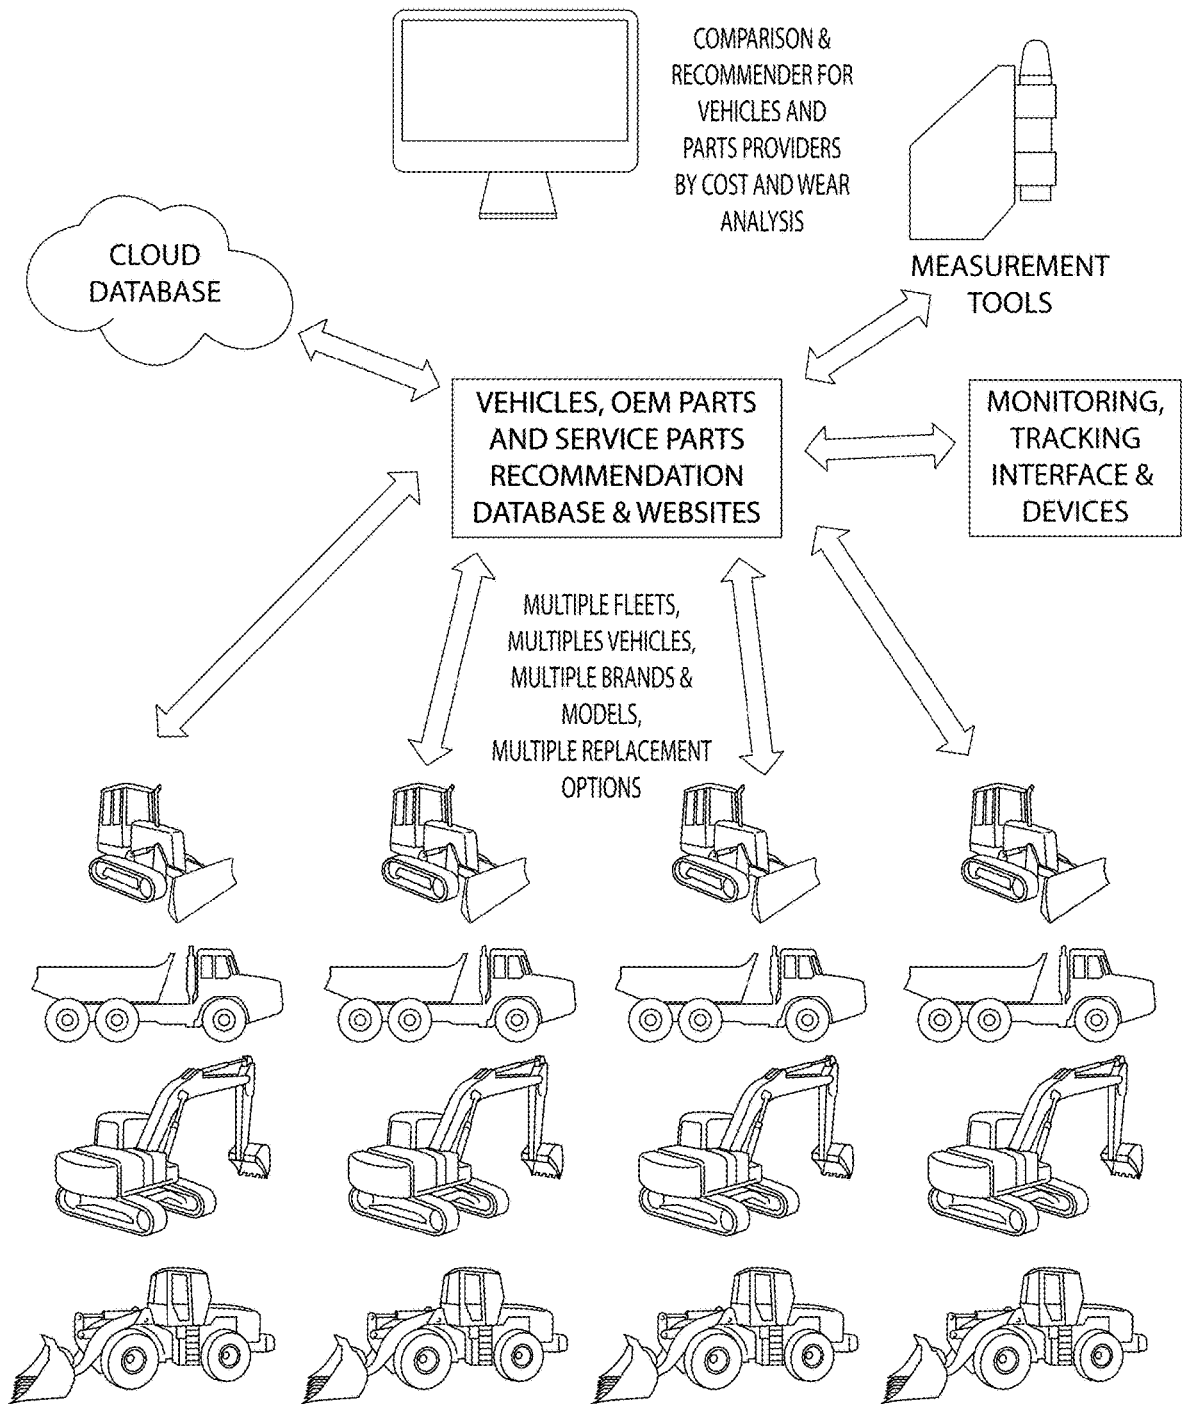 COMPARISON &
RECOMMENDER FOR
VEHICLES AND
PARTS PROVIDERS
BY COST AND WEAR
ANALYSIS
CLOUD
DATABASE
MEASUREMENT
TOOLS
VEHICLES, OEM PARTS
AND SERVICE PARTS
RECOMMENDATION
DATABASE & WEBSITES
MONITORING,
TRACKING
INTERFACE &
DEVICES
MULTIPLE FLEETS,
MULTIPLES VEHICLES,
MULTIPLE BRANDS &
MODELS,
MULTIPLE REPLACEMENT
OPTIONS